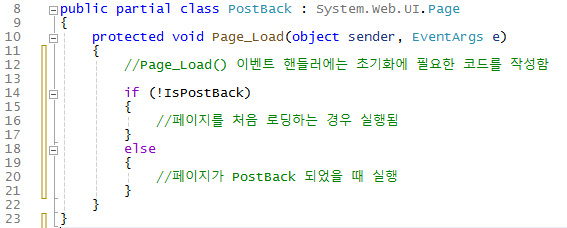 8 public partial class PostBack : System.Web.UI.Page
9 {
10 protected void Page_Load(object sender, EventArgs e)
11 {
12 //Page_Load() 이벤트 핸들러에는 초기화에 필요한 코드를 작성함
13
14 if (!IsPostBack)
15 {
16 //페이지를 처음 로딩하는 경우 실행됨
17 }
18 else
19 {
20 //페이지가 PostBack 되었을 때 실행
21 }
22 }
23 }